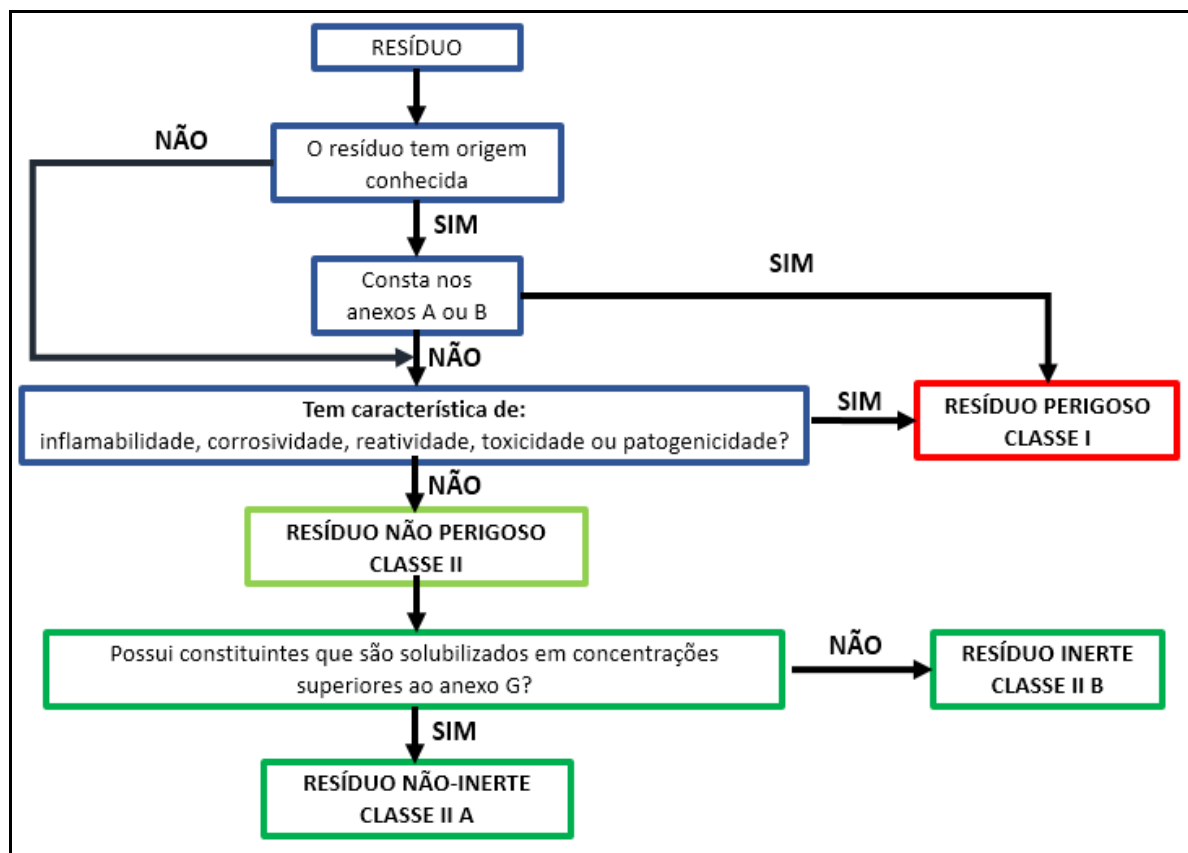 RESÍDUO
NÃO
O resíduo tem origem
conhecida
SIM
SIM
Consta nos
anexos A ou B
NÃO
Tem característica de:
inflamabilidade, corrosividade, reatividade, toxicidade ou patogenicidade?
SIM
RESÍDUO PERIGOSO
CLASSE I
NÃO
RESÍDUO NÃO PERIGOSO
CLASSE II
Possui constituintes que são solubilizados em concentrações
superiores ao anexo G?
NÃO
RESÍDUO INERTE
CLASSE II B
SIM
RESÍDUO NÃO-INERTE
CLASSE II A